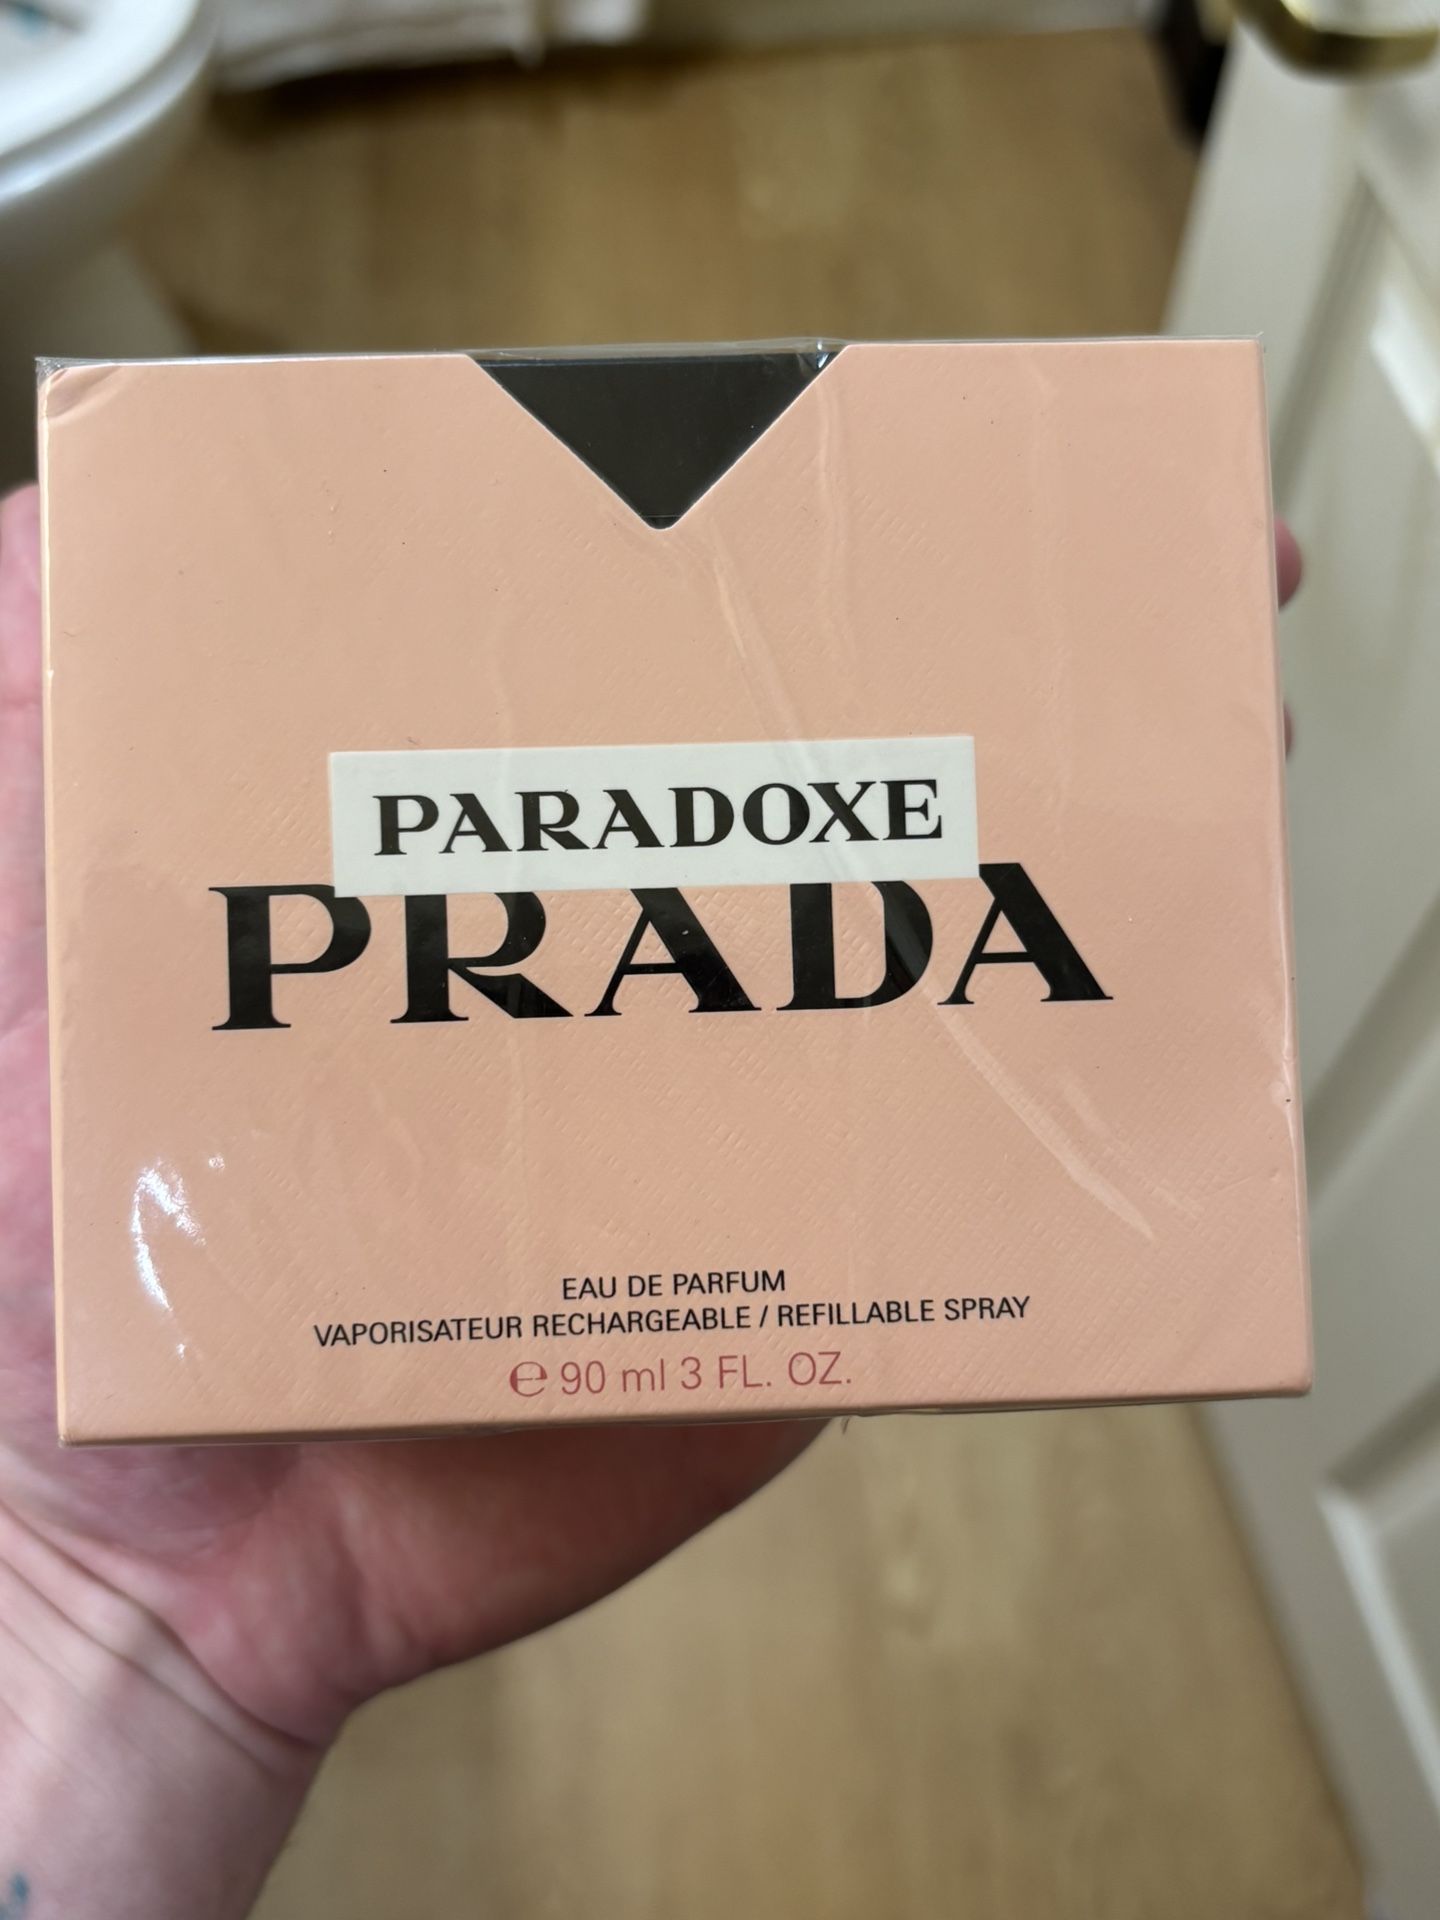 PARADOXE
PRADA
EAU DE PARFUM
VAPORISATEUR RECHARGEABLE / REFILLABLE SPRAY
℮ 90 ml 3 FL. OZ.